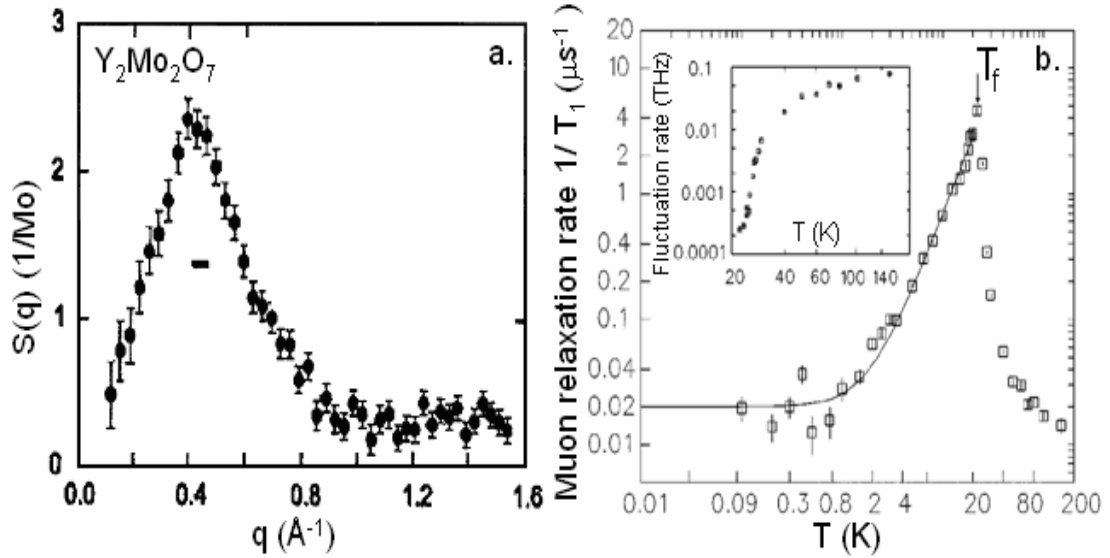 Y₂Mo₂O₇
a.
S(q) (1/Mo)
3
2
1
0
0.0 0.4 0.8 1.2 1.6
q (Å⁻¹)
b.
T_f
Muon relaxation rate 1/ T₁ (μs⁻¹)
20
10
4
2
1
0.4
0.2
0.1
0.04
0.02
0.01
0.01 0.09 0.3 0.8 2 4 20 80 200
T (K)
Fluctuation rate (THz)
0.1
0.01
0.001
0.0001
20 40 60 100 140
T (K)